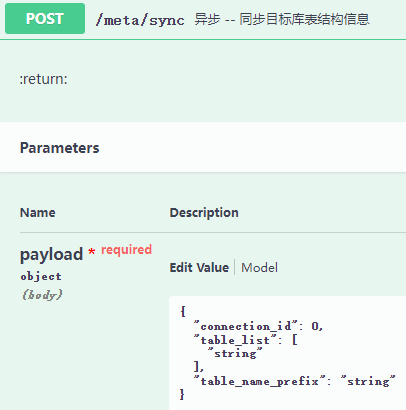 POST /meta/sync 异步 -- 同步目标库表结构信息
:return:
Parameters
Name Description
payload * required
object
(body)
Edit Value Model
{
  "connection_id": 0,
  "table_list": [
    "string"
  ],
  "table_name_prefix": "string"
}